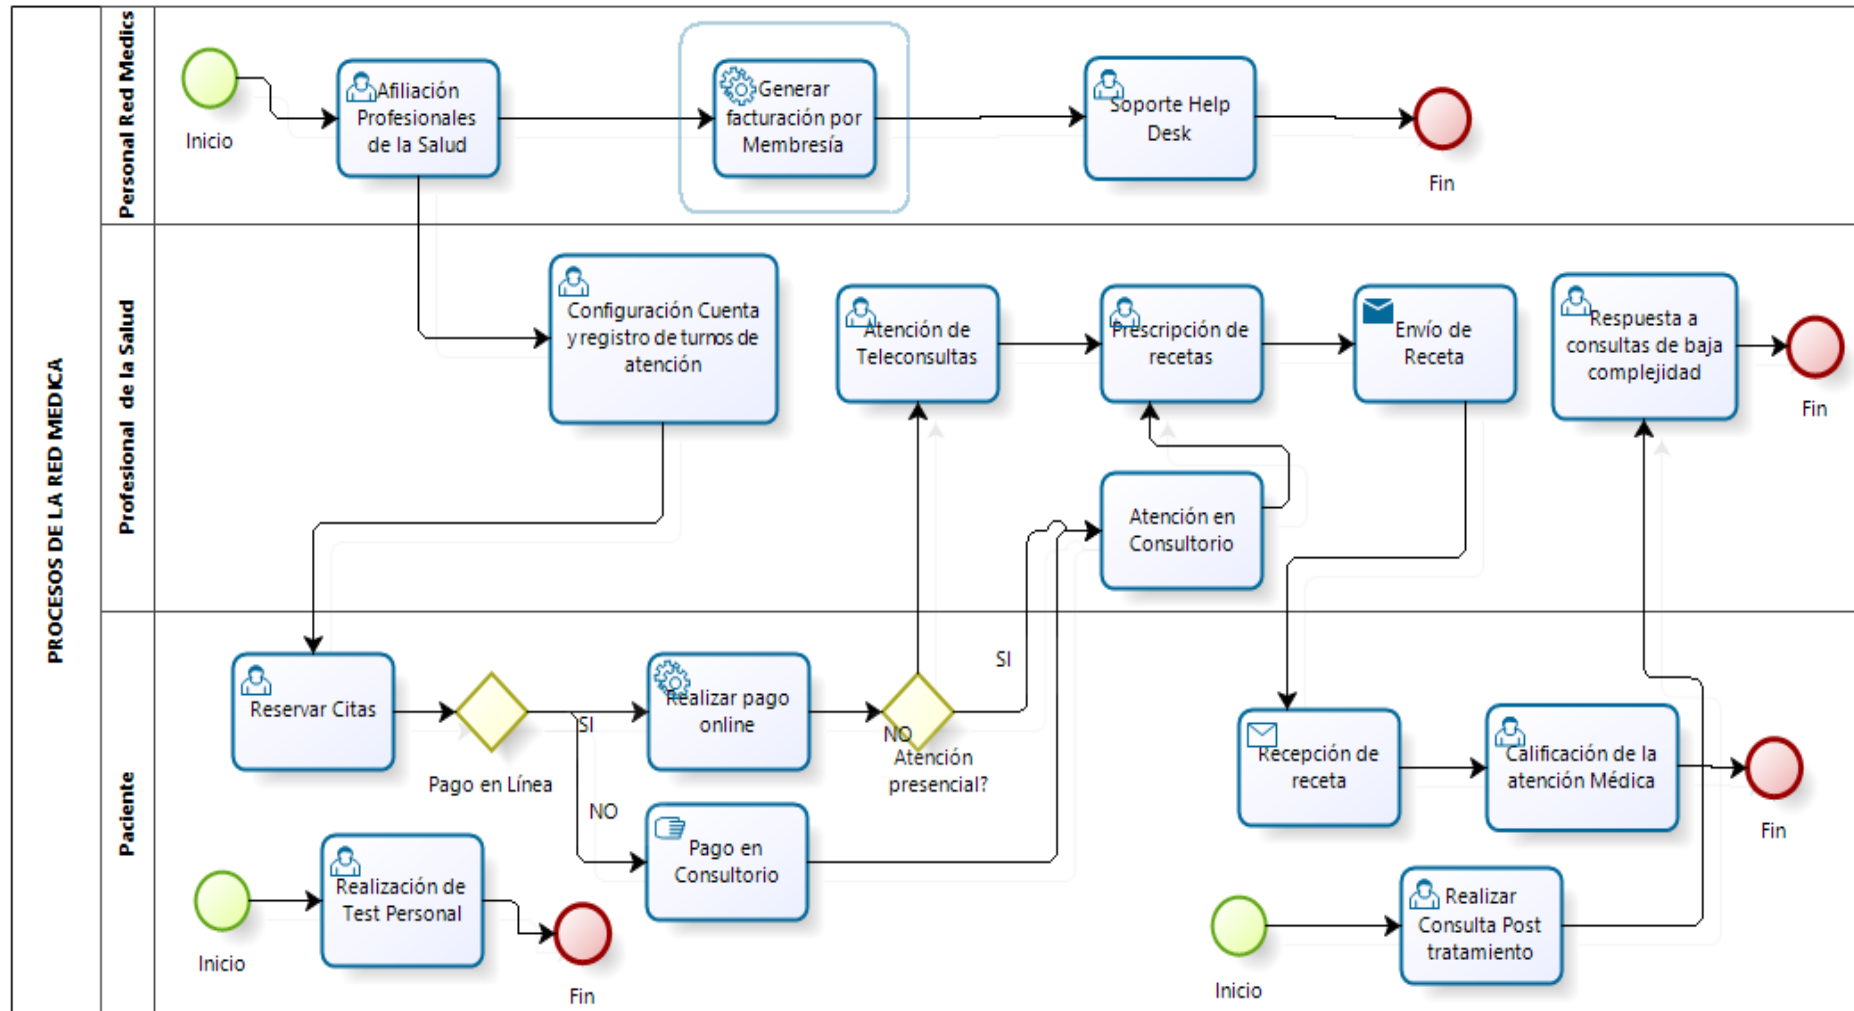 PROCESOS DE LA RED MEDICA
Personal Red Medics
Inicio
Afiliación
Profesionales
de la Salud
Generar
facturación por
Membresía
Soporte Help
Desk
Fin
Profesional de la Salud
Configuración Cuenta
y registro de turnos de
atención
Atención de
Teleconsultas
Prescripción de
recetas
Envío de
Receta
Respuesta a
consultas de baja
complejidad
Fin
Atención en
Consultorio
Paciente
Reservar Citas
Pago en Línea
SI
NO
Realizar pago
online
Pago en
Consultorio
NO
Atención
presencial?
SI
Recepción de
receta
Calificación de la
atención Médica
Fin
Inicio
Realización de
Test Personal
Fin
Inicio
Realizar
Consulta Post
tratamiento